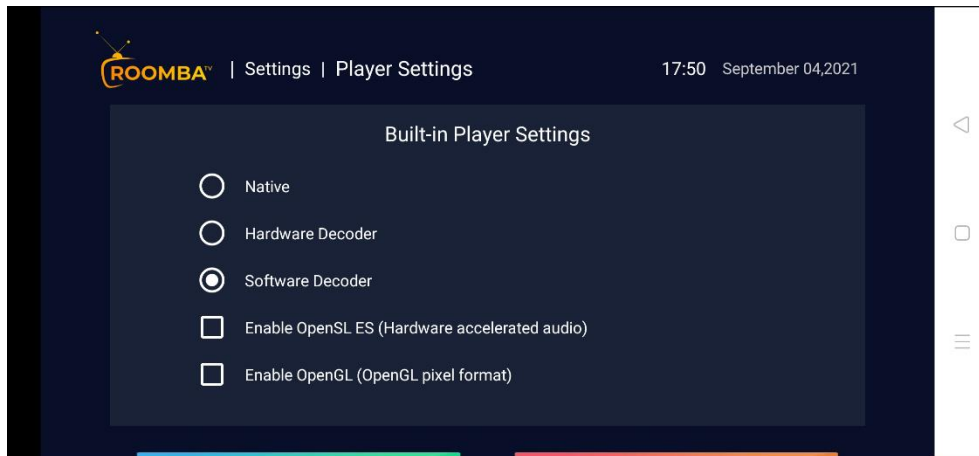 ROOMBA TV | Settings | Player Settings 17:50 September 04,2021
Built-in Player Settings
Native
Hardware Decoder
Software Decoder
Enable OpenSL ES (Hardware accelerated audio)
Enable OpenGL (OpenGL pixel format)